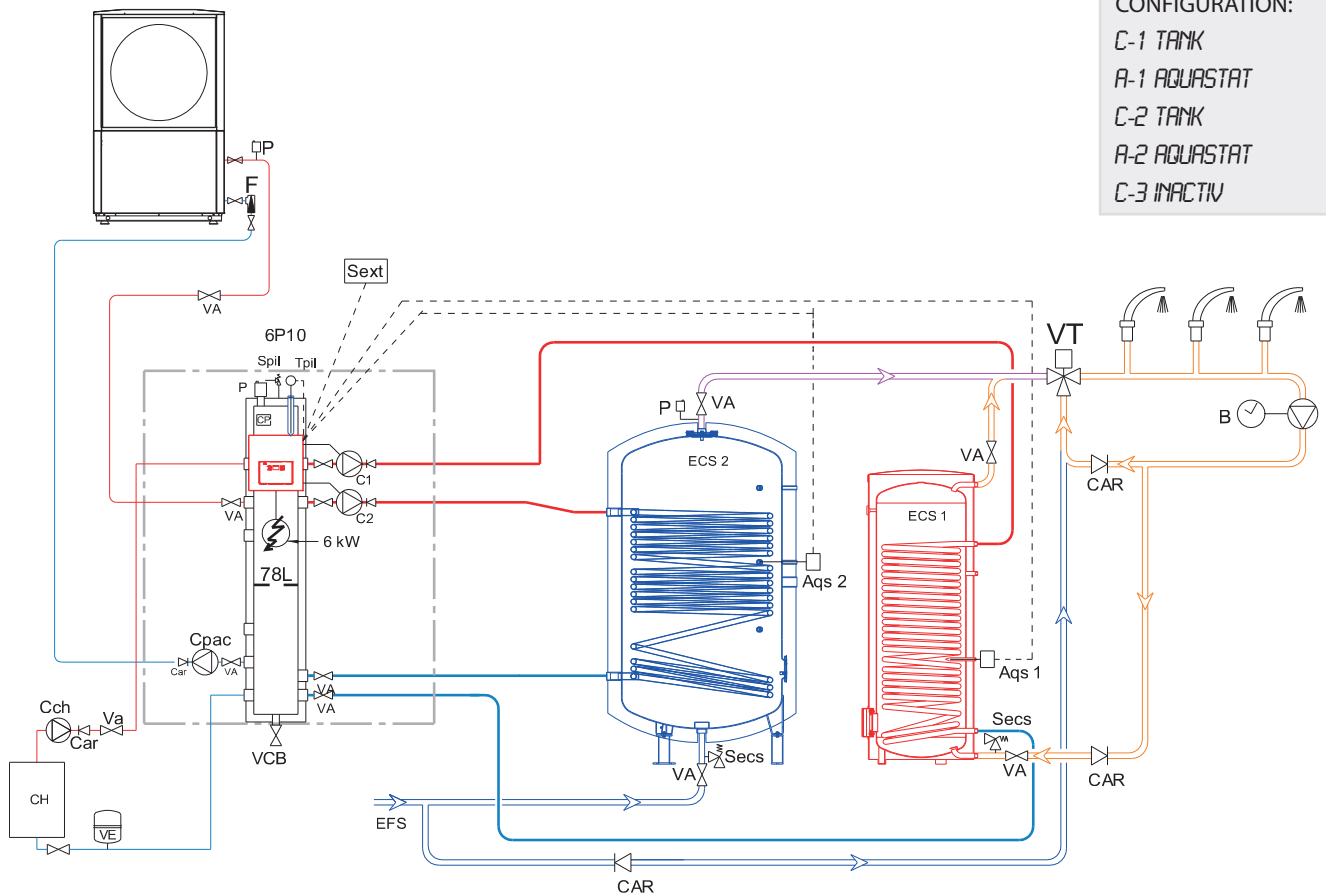 CONFIGURATION:
C-1 TANK
A-1 AQUASTAT
C-2 TANK
A-2 AQUASTAT
C-3 INACTIV
P
F
VA
Sext
6P10
Spil
Tpil
P
CP
C1
VA
C2
6 kW
78L
Cpac
Car
VA
VA
VA
Cch
Car
Va
VCB
CH
VE
P
VA
ECS 2
Aqs 2
VA
Secs
EFS
CAR
VT
VA
ECS 1
Aqs 1
Secs
VA
CAR
CAR
B